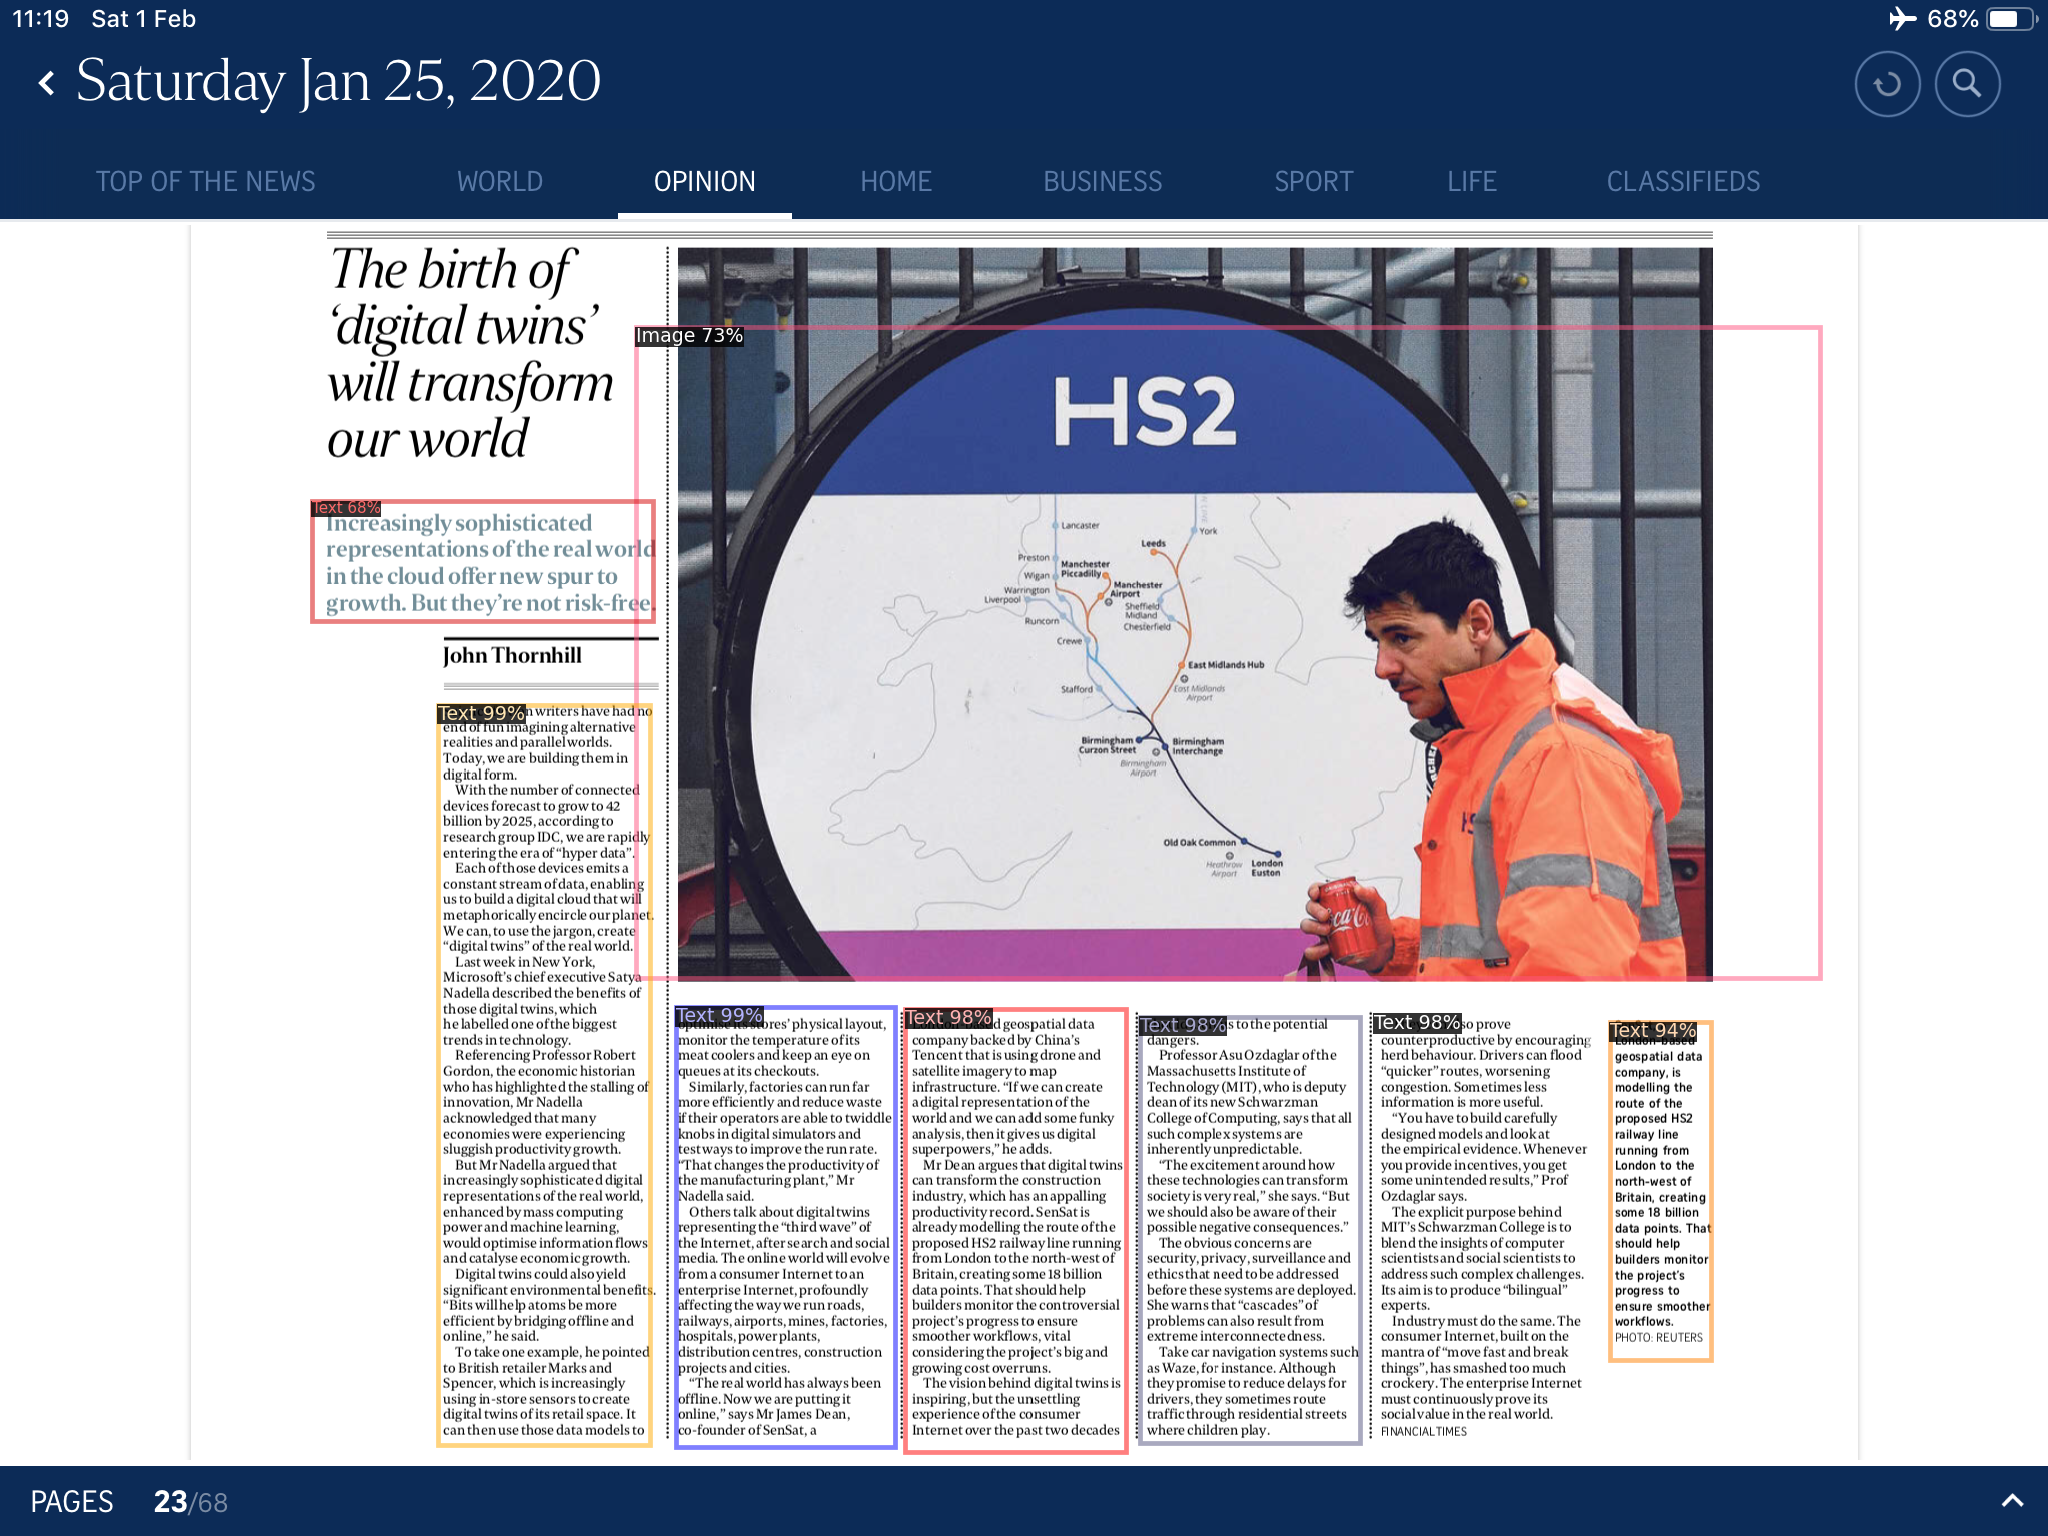 11:19 Sat 1 Feb
68%
Saturday Jan 25, 2020
TOP OF THE NEWS WORLD OPINION HOME BUSINESS SPORT LIFE CLASSIFIEDS
The birth of
‘digital twins’
will transform
our world
Text 68%
Increasingly sophisticated
representations of the real world
in the cloud offer new spur to
growth. But they’re not risk-free.
John Thornhill
Text 99%
writers have had no
end of fun imagining alternative
realities and parallel worlds.
Today, we are building them in
digital form.
With the number of connected
devices forecast to grow to 42
billion by 2025, according to
research group IDC, we are rapidly
entering the era of “hyper data”.
Each of those devices emits a
constant stream of data, enabling
us to build a digital cloud that will
metaphorically encircle our planet.
We can, to use the jargon, create
“digital twins” of the real world.
Last week in New York,
Microsoft’s chief executive Satya
Nadella described the benefits of
those digital twins, which
he labelled one of the biggest
trends in technology.
Referencing Professor Robert
Gordon, the economic historian
who has highlighted the stalling of
innovation, Mr Nadella
acknowledged that many
economies were experiencing
sluggish productivity growth.
But Mr Nadella argued that
increasingly sophisticated digital
representations of the real world,
enhanced by mass computing
power and machine learning,
would optimise information flows
and catalyse economic growth.
Digital twins could also yield
significant environmental benefits.
“Bits will help atoms be more
efficient by bridging offline and
online,” he said.
To take one example, he pointed
to British retailer Marks and
Spencer, which is increasingly
using in-store sensors to create
digital twins of its retail space. It
can then use those data models to
Image 73%
HS2
Lancaster
York
Leeds
Preston
Manchester
Piccadilly
Wigan
Manchester
Airport
Warrington
Liverpool
Sheffield
Midland
Runcorn
Chesterfield
Crewe
East Midlands Hub
East Midlands
Airport
Stafford
Birmingham
Curzon Street
Birmingham
Interchange
Birmingham
Airport
Old Oak Common
Heathrow
Airport
London
Euston
Text 99%
optimise its stores’ physical layout,
monitor the temperature of its
meat coolers and keep an eye on
queues at its checkouts.
Similarly, factories can run far
more efficiently and reduce waste
if their operators are able to twiddle
knobs in digital simulators and
test ways to improve the run rate.
“That changes the productivity of
the manufacturing plant,” Mr
Nadella said.
Others talk about digital twins
representing the “third wave” of
the Internet, after search and social
media. The online world will evolve
from a consumer Internet to an
enterprise Internet, profoundly
affecting the way we run roads,
railways, airports, mines, factories,
hospitals, power plants,
distribution centres, construction
projects and cities.
“The real world has always been
offline. Now we are putting it
online,” says Mr James Dean,
co-founder of SenSat, a
Text 98%
London-based geospatial data
company backed by China’s
Tencent that is using drone and
satellite imagery to map
infrastructure. “If we can create
a digital representation of the
world and we can add some funky
analysis, then it gives us digital
superpowers,” he adds.
Mr Dean argues that digital twins
can transform the construction
industry, which has an appalling
productivity record. SenSat is
already modelling the route of the
proposed HS2 railway line running
from London to the north-west of
Britain, creating some 18 billion
data points. That should help
builders monitor the controversial
project’s progress to ensure
smoother workflows, vital
considering the project’s big and
growing cost overruns.
The vision behind digital twins is
inspiring, but the unsettling
experience of the consumer
Internet over the past two decades
Text 98%
to the potential
dangers.
Professor Asu Ozdaglar of the
Massachusetts Institute of
Technology (MIT), who is deputy
dean of its new Schwarzman
College of Computing, says that all
such complex systems are
inherently unpredictable.
“The excitement around how
these technologies can transform
society is very real,” she says. “But
we should also be aware of their
possible negative consequences.”
The obvious concerns are
security, privacy, surveillance and
ethics that need to be addressed
before these systems are deployed.
She warns that “cascades” of
problems can also result from
extreme interconnectedness.
Take car navigation systems such
as Waze, for instance. Although
they promise to reduce delays for
drivers, they sometimes route
traffic through residential streets
where children play.
Text 98%
so prove
counterproductive by encouraging
herd behaviour. Drivers can flood
“quicker” routes, worsening
congestion. Sometimes less
information is more useful.
“You have to build carefully
designed models and look at
the empirical evidence. Whenever
you provide incentives, you get
some unintended results,” Prof
Ozdaglar says.
The explicit purpose behind
MIT’s Schwarzman College is to
blend the insights of computer
scientists and social scientists to
address such complex challenges.
Its aim is to produce “bilingual”
experts.
Industry must do the same. The
consumer Internet, built on the
mantra of “move fast and break
things”, has smashed too much
crockery. The enterprise Internet
must continuously prove its
social value in the real world.
FINANCIAL TIMES
Text 94%
London-based
geospatial data
company, is
modelling the
route of the
proposed HS2
railway line
running from
London to the
north-west of
Britain, creating
some 18 billion
data points. That
should help
builders monitor
the project’s
progress to
ensure smoother
workflows.
PHOTO: REUTERS
PAGES 23/68